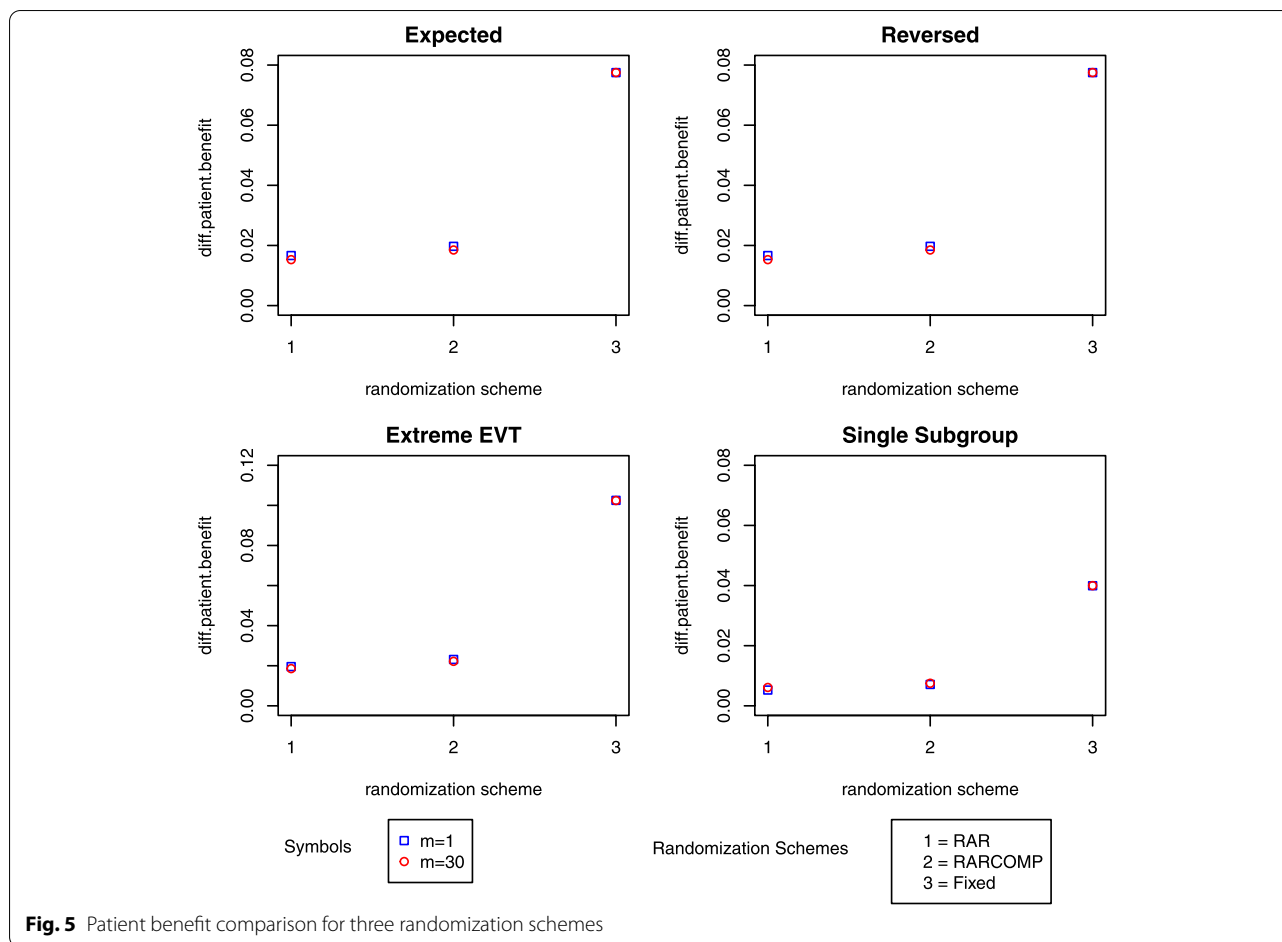 Expected
diff.patient.benefit
0.08
0.06
0.04
0.02
0.00
1 2 3
randomization scheme
Reversed
diff.patient.benefit
0.08
0.06
0.04
0.02
0.00
1 2 3
randomization scheme
Extreme EVT
diff.patient.benefit
0.12
0.08
0.04
0.00
1 2 3
randomization scheme
Single Subgroup
diff.patient.benefit
0.08
0.06
0.04
0.02
0.00
1 2 3
randomization scheme
Symbols
m=1
m=30
Randomization Schemes
1 = RAR
2 = RARCOMP
3 = Fixed
Fig. 5 Patient benefit comparison for three randomization schemes